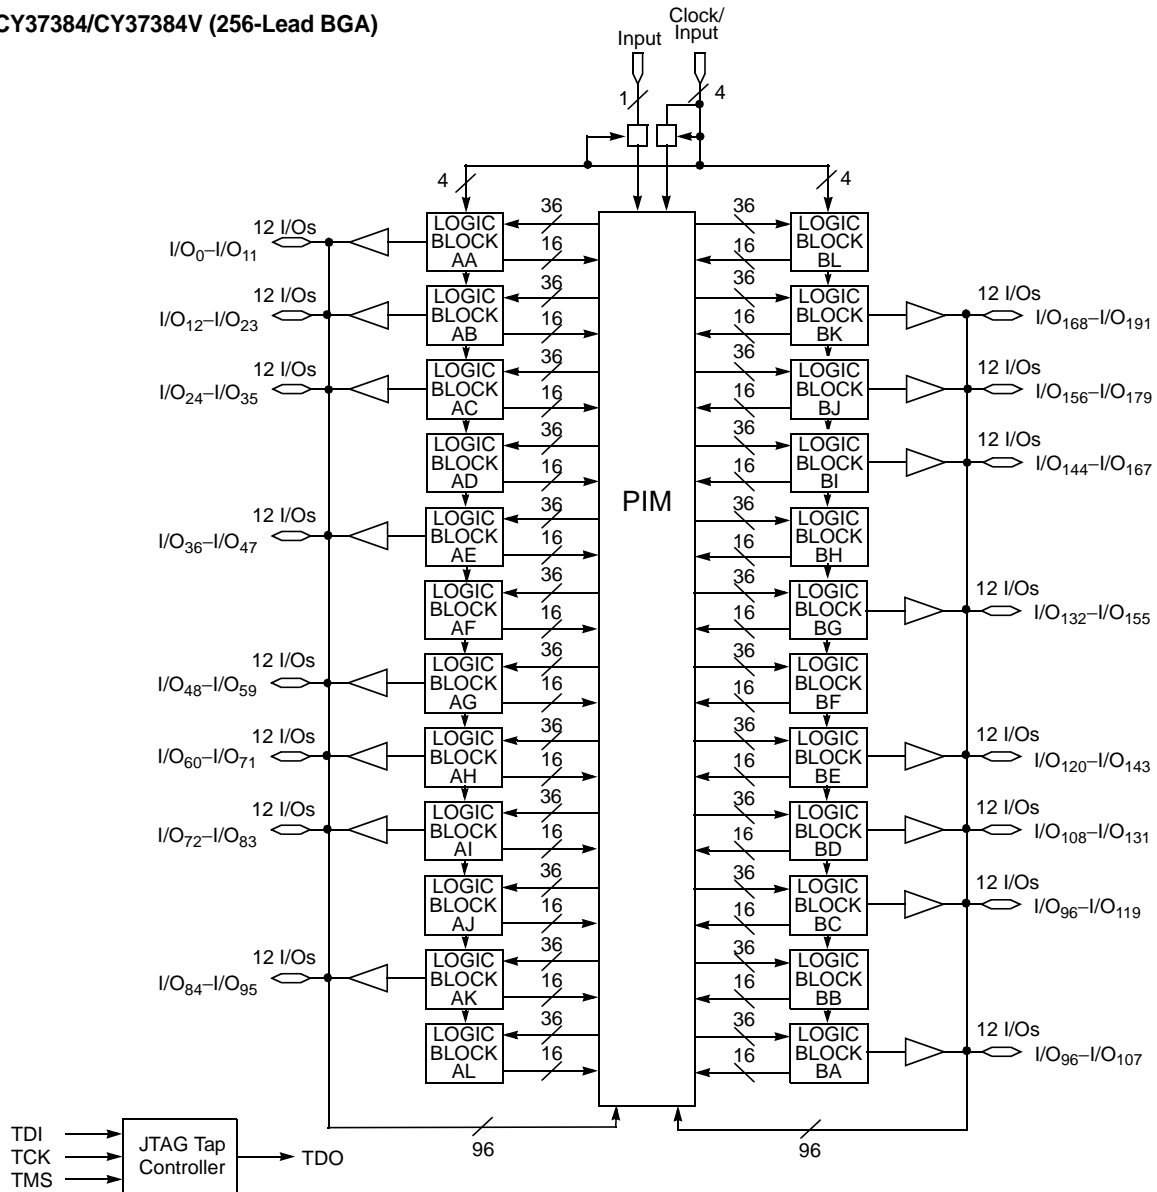 CY37384/CY37384V (256-Lead BGA)
Input
Clock/
Input
1
4
4
4
12 I/Os
I/O0–I/O11
LOGIC
BLOCK
AA
36
16
PIM
36
16
LOGIC
BLOCK
BL
12 I/Os
I/O12–I/O23
LOGIC
BLOCK
AB
36
16
36
16
LOGIC
BLOCK
BK
12 I/Os
I/O168–I/O191
12 I/Os
I/O24–I/O35
LOGIC
BLOCK
AC
36
16
36
16
LOGIC
BLOCK
BJ
12 I/Os
I/O156–I/O179
LOGIC
BLOCK
AD
36
16
36
16
LOGIC
BLOCK
BI
12 I/Os
I/O144–I/O167
12 I/Os
I/O36–I/O47
LOGIC
BLOCK
AE
36
16
36
16
LOGIC
BLOCK
BH
LOGIC
BLOCK
AF
36
16
36
16
LOGIC
BLOCK
BG
12 I/Os
I/O132–I/O155
12 I/Os
I/O48–I/O59
LOGIC
BLOCK
AG
36
16
36
16
LOGIC
BLOCK
BF
12 I/Os
I/O60–I/O71
LOGIC
BLOCK
AH
36
16
36
16
LOGIC
BLOCK
BE
12 I/Os
I/O120–I/O143
12 I/Os
I/O72–I/O83
LOGIC
BLOCK
AI
36
16
36
16
LOGIC
BLOCK
BD
12 I/Os
I/O108–I/O131
LOGIC
BLOCK
AJ
36
16
36
16
LOGIC
BLOCK
BC
12 I/Os
I/O96–I/O119
12 I/Os
I/O84–I/O95
LOGIC
BLOCK
AK
36
16
36
16
LOGIC
BLOCK
BB
LOGIC
BLOCK
AL
36
16
36
16
LOGIC
BLOCK
BA
12 I/Os
I/O96–I/O107
96
96
TDI
TCK
TMS
JTAG Tap
Controller
TDO